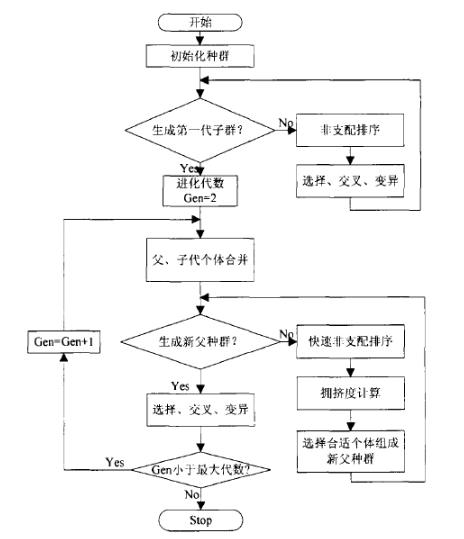 开始
初始化种群
生成第一代子群？
No
非支配排序
Yes
选择、交叉、变异
进化代数
Gen=2
父、子代个体合并
Gen=Gen+1
生成新父种群？
No
快速非支配排序
Yes
拥挤度计算
选择、交叉、变异
选择台适个体组成
新父种群
Yes
Gen小于最大代数？
No
Stop